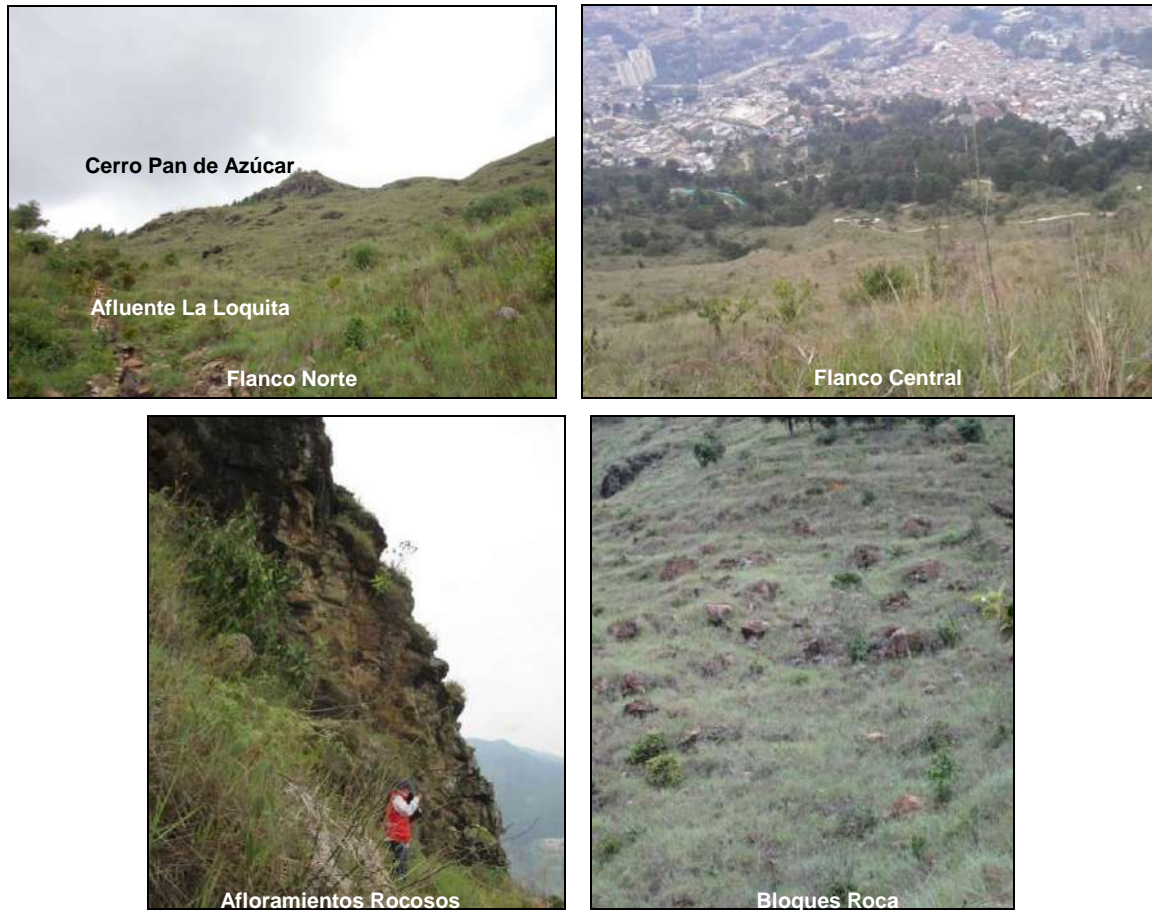 Cerro Pan de Azúcar
Afluente La Loquita
Flanco Norte
Flanco Central
Afloramientos Rocosos
Bloques Roca